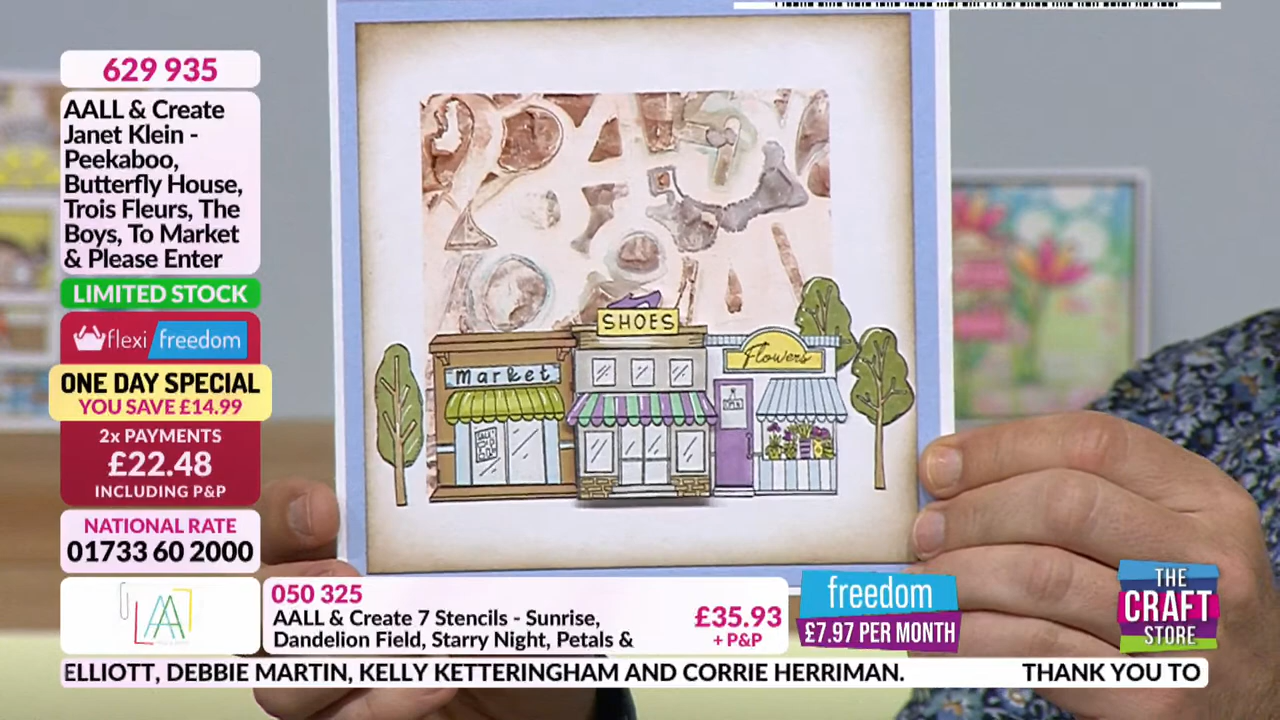 629 935
AALL & Create
Janet Klein -
Peekaboo,
Butterfly House,
Trois Fleurs, The
Boys, To Market
& Please Enter
LIMITED STOCK
flexi freedom
ONE DAY SPECIAL
YOU SAVE £14.99
2x PAYMENTS
£22.48
INCLUDING P&P
NATIONAL RATE
01733 60 2000
SHOES
market
Flowers
OPEN
LAA
050 325
AALL & Create 7 Stencils - Sunrise,
Dandelion Field, Starry Night, Petals &
£35.93
+ P&P
freedom
£7.97 PER MONTH
THE
CRAFT
STORE
ELLIOTT, DEBBIE MARTIN, KELLY KETTERINGHAM AND CORRIE HERRIMAN. THANK YOU TO